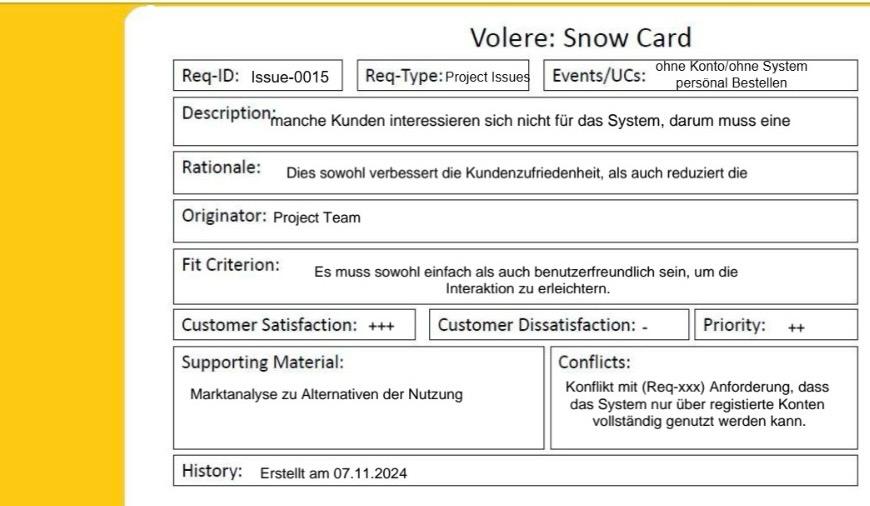 Volere: Snow Card
Req-ID: Issue-0015
Req-Type: Project Issues
Events/UCs: ohne Konto/ohne System
persönal Bestellen
Description: manche Kunden interessieren sich nicht für das System, darum muss eine
Rationale: Dies sowohl verbessert die Kundenzufriedenheit, als auch reduziert die
Originator: Project Team
Fit Criterion: Es muss sowohl einfach als auch benutzerfreundlich sein, um die
Interaktion zu erleichtern.
Customer Satisfaction: +++
Customer Dissatisfaction: -
Priority: ++
Supporting Material:
Marktanalyse zu Alternativen der Nutzung
Conflicts:
Konflikt mit (Req-xxx) Anforderung, dass
das System nur über registierte Konten
vollständig genutzt werden kann.
History: Erstellt am 07.11.2024